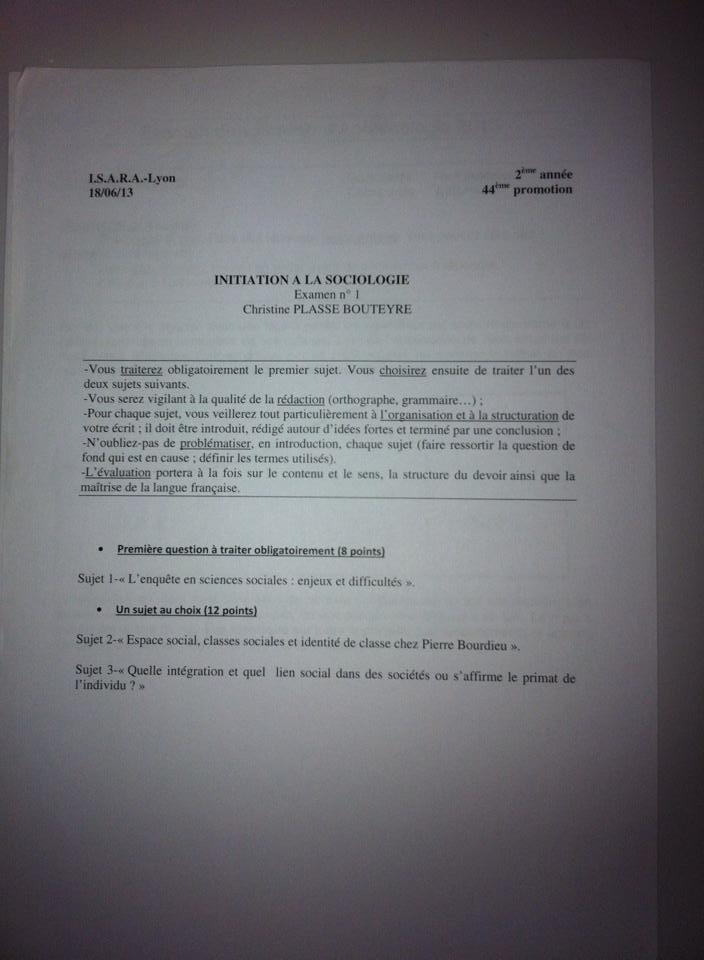 I.S.A.R.A.-Lyon
18/06/13
2ème année
44ème promotion
INITIATION A LA SOCIOLOGIE
Examen n° 1
Christine PLASSE BOUTEYRE
-Vous traiterez obligatoirement le premier sujet. Vous choisirez ensuite de traiter l'un des
deux sujets suivants.
-Vous serez vigilant à la qualité de la rédaction (orthographe, grammaire…) ;
-Pour chaque sujet, vous veillerez tout particulièrement à l'organisation et à la structuration de
votre écrit ; il doit être introduit, rédigé autour d'idées fortes et terminé par une conclusion ;
-N'oubliez-pas de problématiser, en introduction, chaque sujet (faire ressortir la question de
fond qui est en cause ; définir les termes utilisés).
-L'évaluation portera à la fois sur le contenu et le sens, la structure du devoir ainsi que la
maîtrise de la langue française.
• Première question à traiter obligatoirement (8 points)
Sujet 1-« L'enquête en sciences sociales : enjeux et difficultés ».
• Un sujet au choix (12 points)
Sujet 2-« Espace social, classes sociales et identité de classe chez Pierre Bourdieu ».
Sujet 3-« Quelle intégration et quel lien social dans des sociétés ou s'affirme le primat de
l'individu ? »